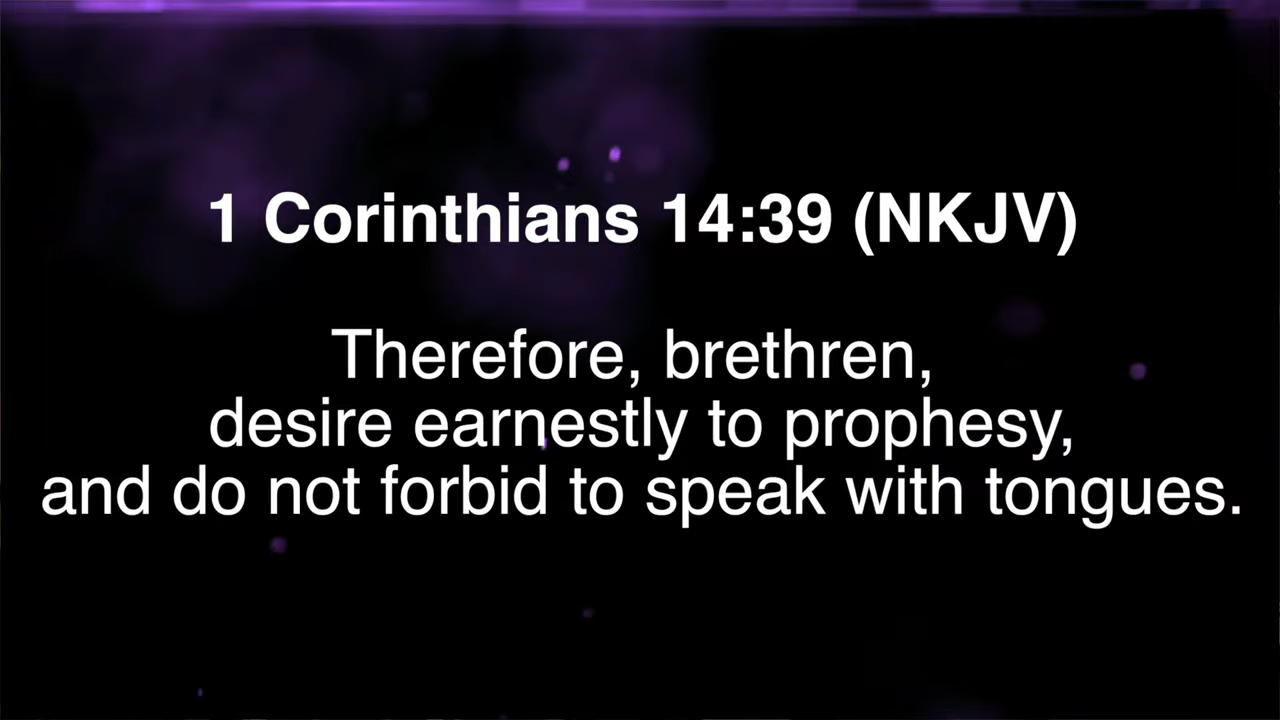 1 Corinthians 14:39 (NKJV)
Therefore, brethren,
desire earnestly to prophesy,
and do not forbid to speak with tongues.